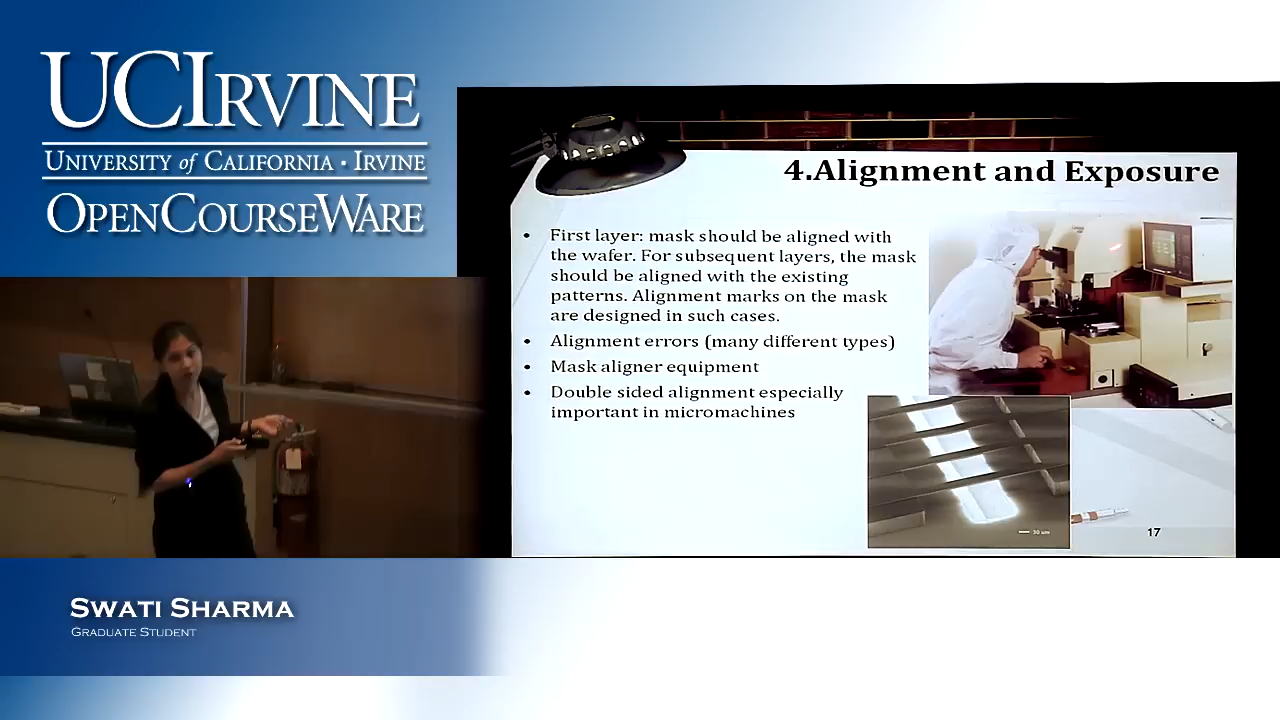 UCIRVINE
UNIVERSITY of CALIFORNIA · IRVINE
OPENCOURSEWARE
4.Alignment and Exposure
• First layer: mask should be aligned with
the wafer. For subsequent layers, the mask
should be aligned with the existing
patterns. Alignment marks on the mask
are designed in such cases.
• Alignment errors (many different types)
• Mask aligner equipment
• Double sided alignment especially
important in micromachines
17
SWATI SHARMA
GRADUATE STUDENT